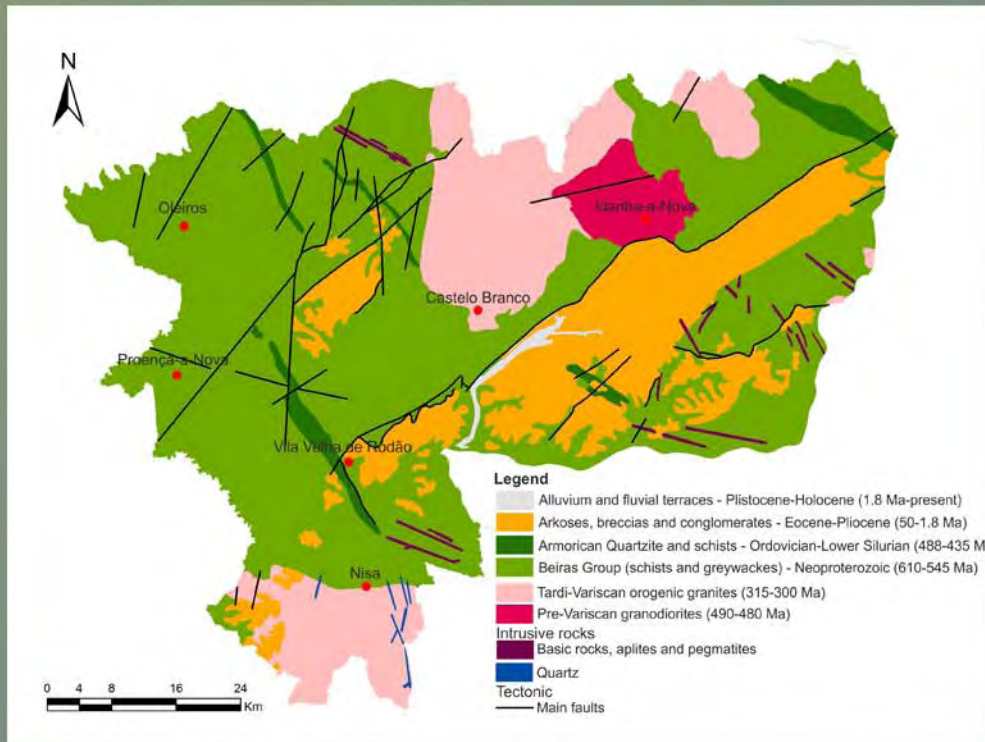 N
Oleiros
Idanha-a-Nova
Castelo Branco
Proença-a-Nova
Vila Velha de Ródão
Nisa
Legend
Alluvium and fluvial terraces - Plistocene-Holocene (1.8 Ma-present)
Arkoses, breccias and conglomerates - Eocene-Pliocene (50-1.8 Ma)
Armorican Quartzite and schists - Ordovician-Lower Silurian (488-435 M
Beiras Group (schists and greywackes) - Neoproterozoic (610-545 Ma)
Tardi-Variscan orogenic granites (315-300 Ma)
Pre-Variscan granodiorites (490-480 Ma)
Intrusive rocks
Basic rocks, aplites and pegmatites
Quartz
Tectonic
Main faults
0 4 8 16 24
Km